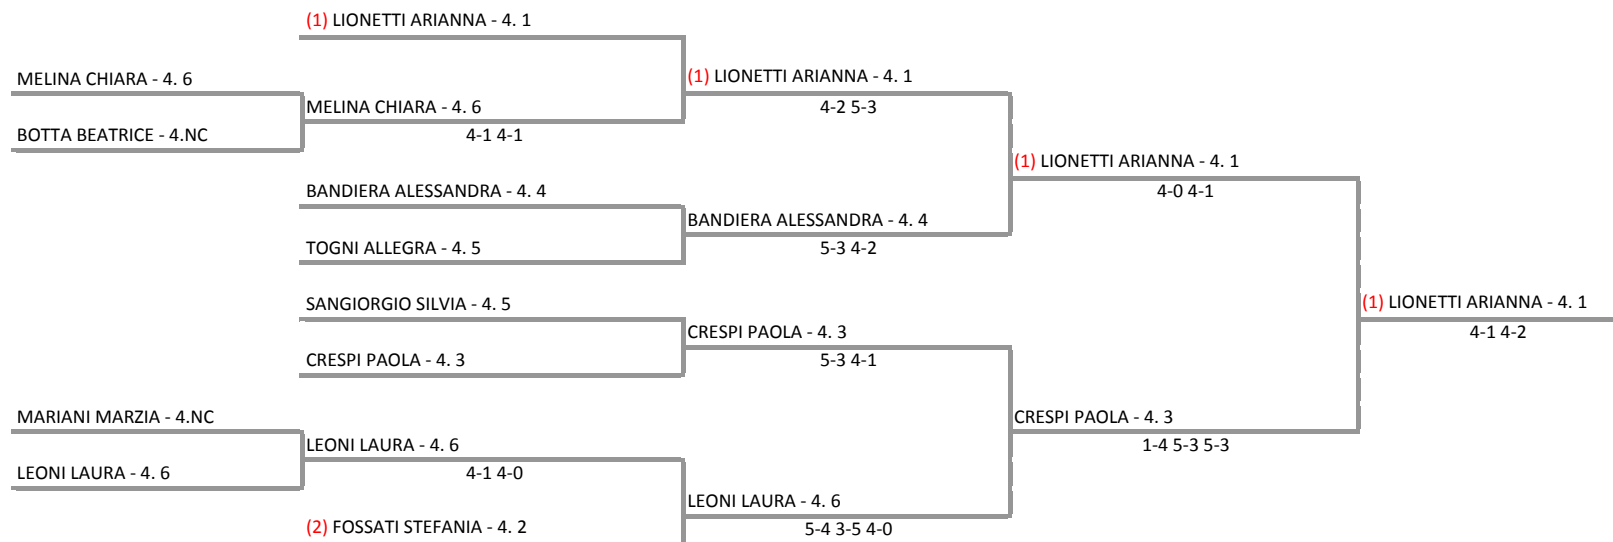 (1) LIONETTI ARIANNA - 4. 1
MELINA CHIARA - 4. 6
(1) LIONETTI ARIANNA - 4. 1
MELINA CHIARA - 4. 6
4-2 5-3
BOTTA BEATRICE - 4.NC
4-1 4-1
(1) LIONETTI ARIANNA - 4. 1
BANDIERA ALESSANDRA - 4. 4
4-0 4-1
BANDIERA ALESSANDRA - 4. 4
TOGNI ALLEGRA - 4. 5
5-3 4-2
SANGIORGIO SILVIA - 4. 5
(1) LIONETTI ARIANNA - 4. 1
CRESPI PAOLA - 4. 3
4-1 4-2
CRESPI PAOLA - 4. 3
5-3 4-1
MARIANI MARZIA - 4.NC
CRESPI PAOLA - 4. 3
LEONI LAURA - 4. 6
1-4 5-3 5-3
LEONI LAURA - 4. 6
4-1 4-0
LEONI LAURA - 4. 6
(2) FOSSATI STEFANIA - 4. 2
5-4 3-5 4-0